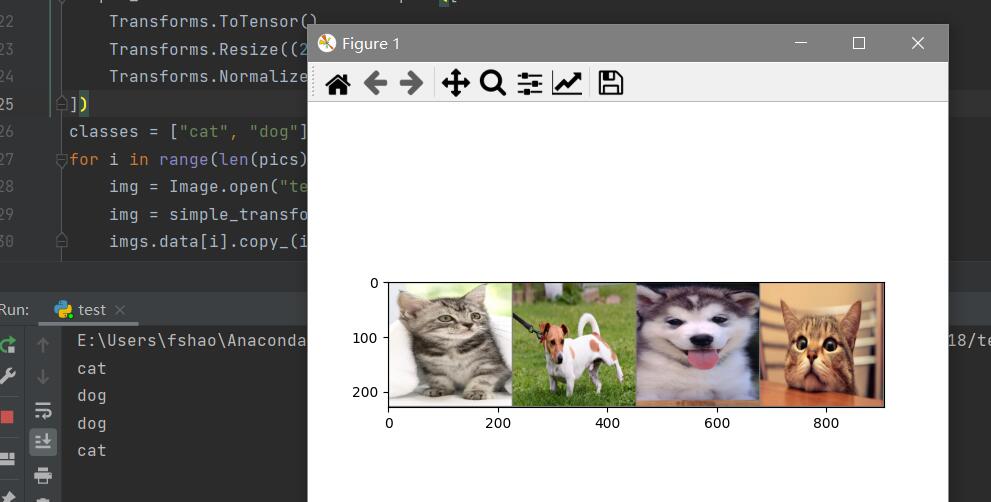 22 Transforms.ToTensor()
23 Transforms.Resize((2
24 Transforms.Normalize
25 ])
26 classes = ["cat", "dog"]
27 for i in range(len(pics)
28 img = Image.open("te
29 img = simple_transfo
30 imgs.data[i].copy_(i
Figure 1
0
100
200
0 200 400 600 800
Run: test
E:\Users\fshao\Anaconda
18/te
cat
dog
dog
cat